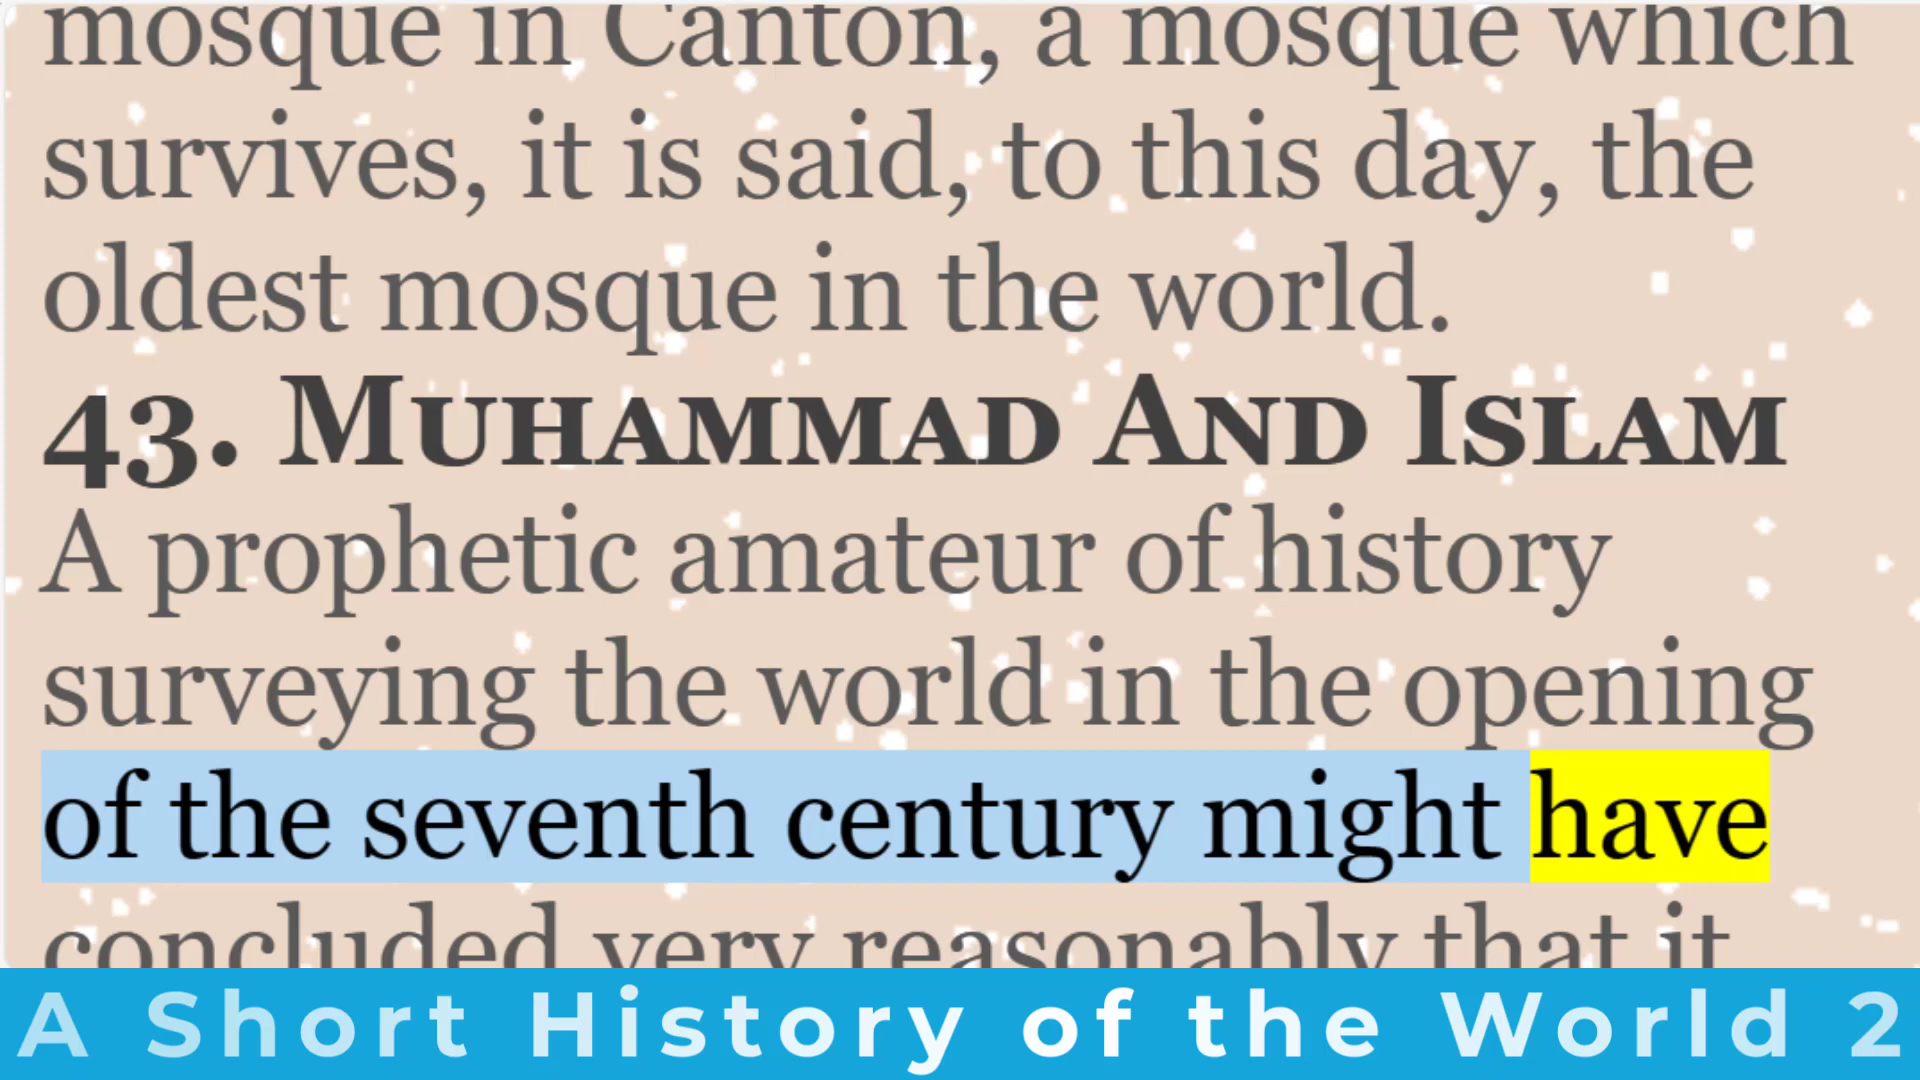 mosque in Canton, a mosque which
survives, it is said, to this day, the
oldest mosque in the world.
43. Muhammad And Islam
A prophetic amateur of history
surveying the world in the opening
of the seventh century might have
concluded very reasonably that it
A Short History of the World 2